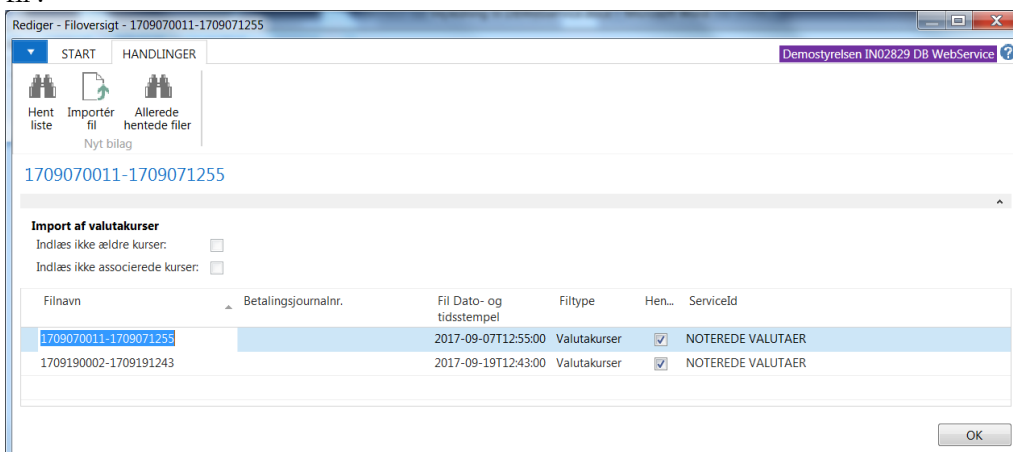 Rediger - Filoversigt - 1709070011-1709071255
START HANDLINGER
Demostyrelsen IN02829 DB WebService ?
Hent liste
Importér fil
Allerede hentede filer
Nyt bilag
1709070011-1709071255
Import af valutakurser
Indlæs ikke ældre kurser:
Indlæs ikke associerede kurser:
Filnavn Betalingsjournalnr. Fil Dato- og tidsstempel Filtype Hen... ServiceId
1709070011-1709071255 2017-09-07T12:55:00 Valutakurser NOTEREDE VALUTAER
1709190002-1709191243 2017-09-19T12:43:00 Valutakurser NOTEREDE VALUTAER
OK